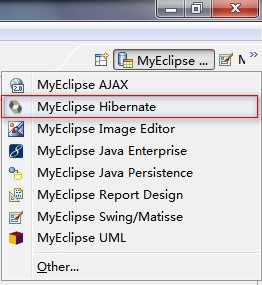 MyEclipse ...
M
»
MyEclipse AJAX
MyEclipse Hibernate
MyEclipse Image Editor
MyEclipse Java Enterprise
MyEclipse Java Persistence
MyEclipse Report Design
MyEclipse Swing/Matisse
MyEclipse UML
Other...